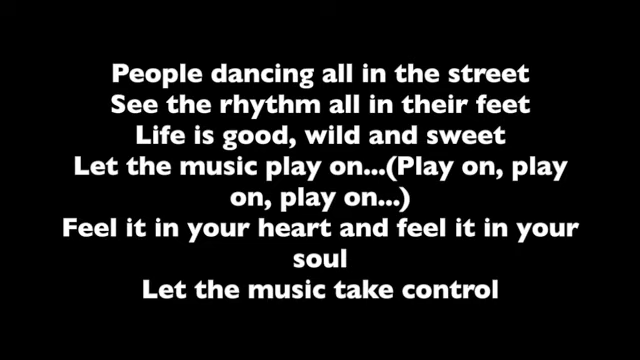 People dancing all in the street
See the rhythm all in their feet
Life is good, wild and sweet
Let the music play on...(Play on, play
on, play on...)
Feel it in your heart and feel it in your
soul
Let the music take control